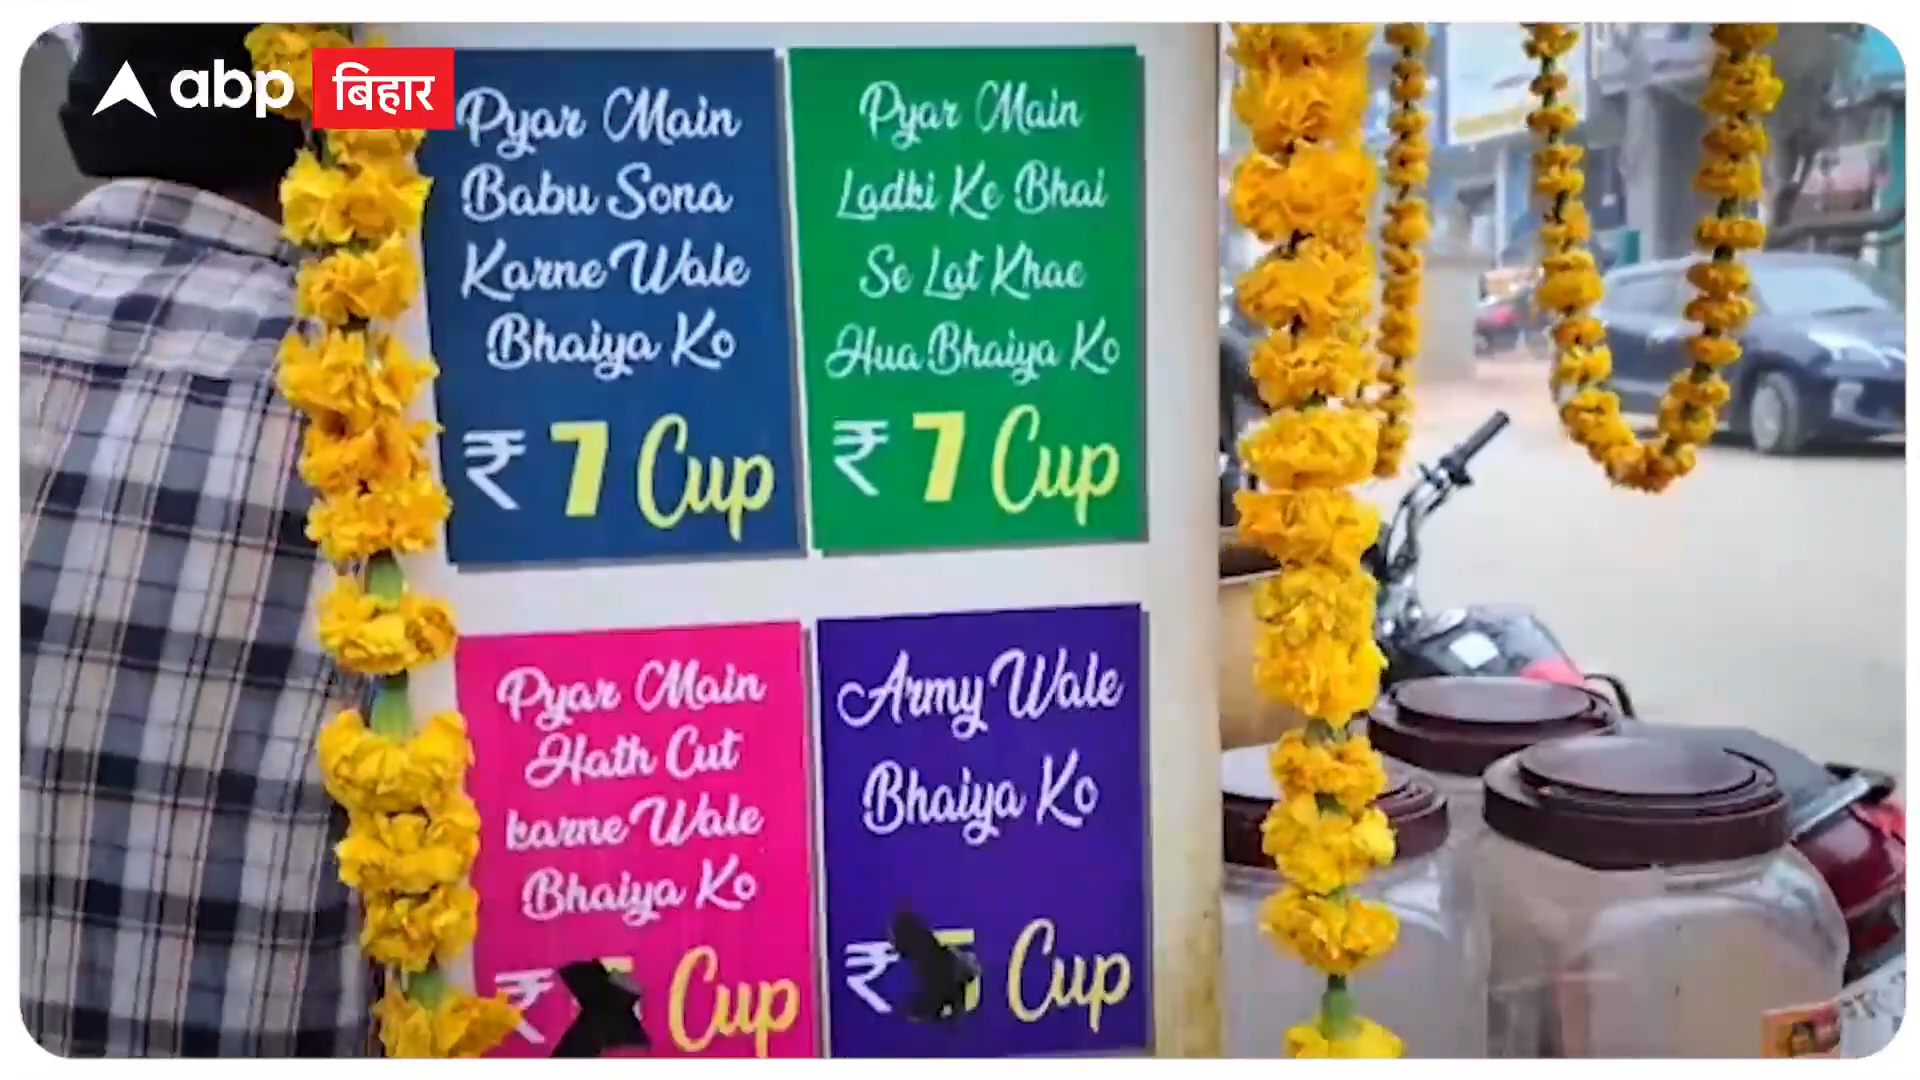 abp बिहार
Pyar Main
Babu Sona
Karne Wale
Bhaiya Ko
₹ 7 Cup
Pyar Main
Ladki Ke Bhai
Se Lat Khae
Hua Bhaiya Ko
₹ 7 Cup
Pyar Main
Hath Cut
karne Wale
Bhaiya Ko
₹ Cup
Army Wale
Bhaiya Ko
₹ Cup